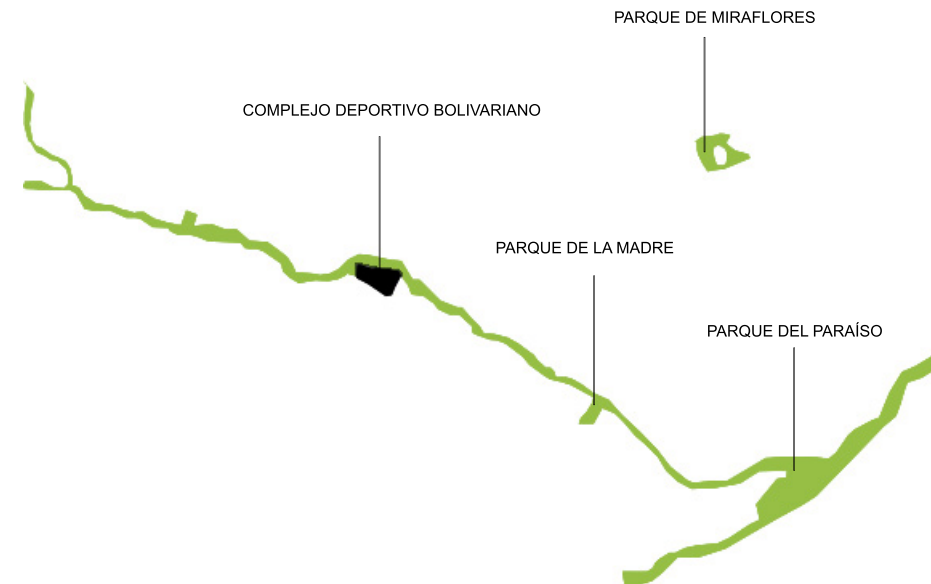 PARQUE DE MIRAFLORES
COMPLEJO DEPORTIVO BOLIVARIANO
PARQUE DE LA MADRE
PARQUE DEL PARAÍSO